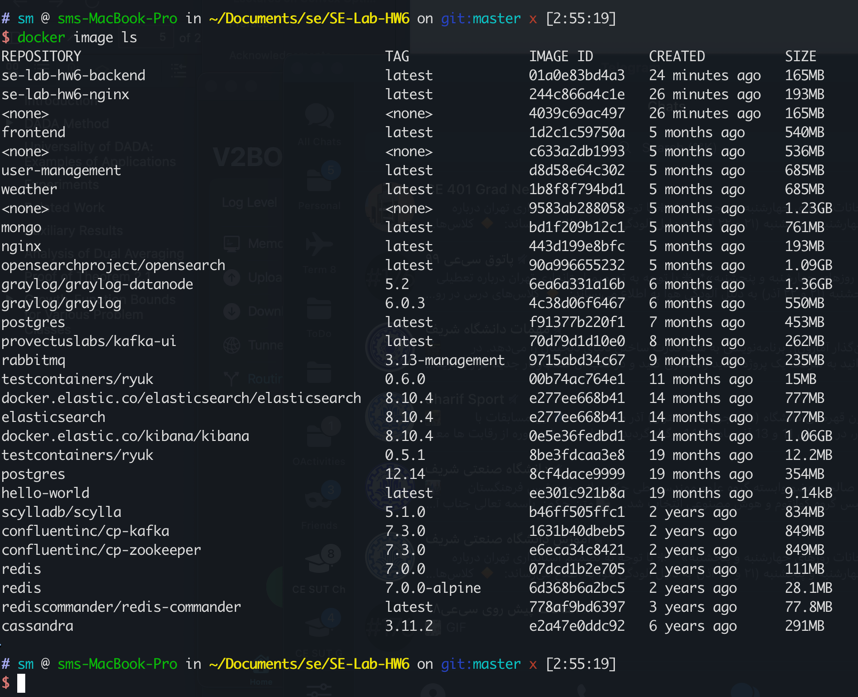 # sm @ sms-MacBook-Pro in ~/Documents/se/SE-Lab-HW6 on git:master x [2:55:19]
$ docker image ls
REPOSITORY TAG IMAGE ID CREATED SIZE
se-lab-hw6-backend latest 01a0e83bd4a3 24 minutes ago 165MB
se-lab-hw6-nginx latest 244c866a4c1e 26 minutes ago 193MB
<none> <none> 4039c69ac497 26 minutes ago 165MB
frontend latest 1d2c1c59750a 5 months ago 540MB
<none> <none> c633a2db1993 5 months ago 536MB
user-management latest d8d58e64c302 5 months ago 685MB
weather latest 1b8f8f794bd1 5 months ago 685MB
<none> <none> 9583ab288058 5 months ago 1.23GB
mongo latest bd1f209b12c1 5 months ago 761MB
nginx latest 443d199e8bfc 5 months ago 193MB
opensearchproject/opensearch latest 90a996655232 5 months ago 1.09GB
graylog/graylog-datanode 5.2 6ea6a331a16b 6 months ago 1.36GB
graylog/graylog 6.0.3 4c38d06f6467 6 months ago 550MB
postgres latest f91377b220f1 7 months ago 453MB
provectuslabs/kafka-ui latest 70d79d1d10e0 8 months ago 262MB
rabbitmq 3.13-management 9715abd34c67 9 months ago 235MB
testcontainers/ryuk 0.6.0 00b74ac764e1 11 months ago 15MB
docker.elastic.co/elasticsearch/elasticsearch 8.10.4 e277ee668b41 14 months ago 777MB
elasticsearch 8.10.4 e277ee668b41 14 months ago 777MB
docker.elastic.co/kibana/kibana 8.10.4 0e5e36fedbd1 14 months ago 1.06GB
testcontainers/ryuk 0.5.1 8be3fdcaa3e8 19 months ago 12.2MB
postgres 12.14 8cf4dace9999 19 months ago 354MB
hello-world latest ee301c921b8a 19 months ago 9.14kB
scylladb/scylla 5.1.0 b46ff505ffc1 2 years ago 834MB
confluentinc/cp-kafka 7.3.0 1631b40dbeb5 2 years ago 849MB
confluentinc/cp-zookeeper 7.3.0 e6eca34c8421 2 years ago 849MB
redis 7.0.0 07dcd1b2e705 2 years ago 111MB
redis 7.0.0-alpine 6d368b6a2bc5 2 years ago 28.1MB
rediscommander/redis-commander latest 778af9bd6397 3 years ago 77.8MB
cassandra 3.11.2 e2a47e0ddc92 6 years ago 291MB
# sm @ sms-MacBook-Pro in ~/Documents/se/SE-Lab-HW6 on git:master x [2:55:19]
$